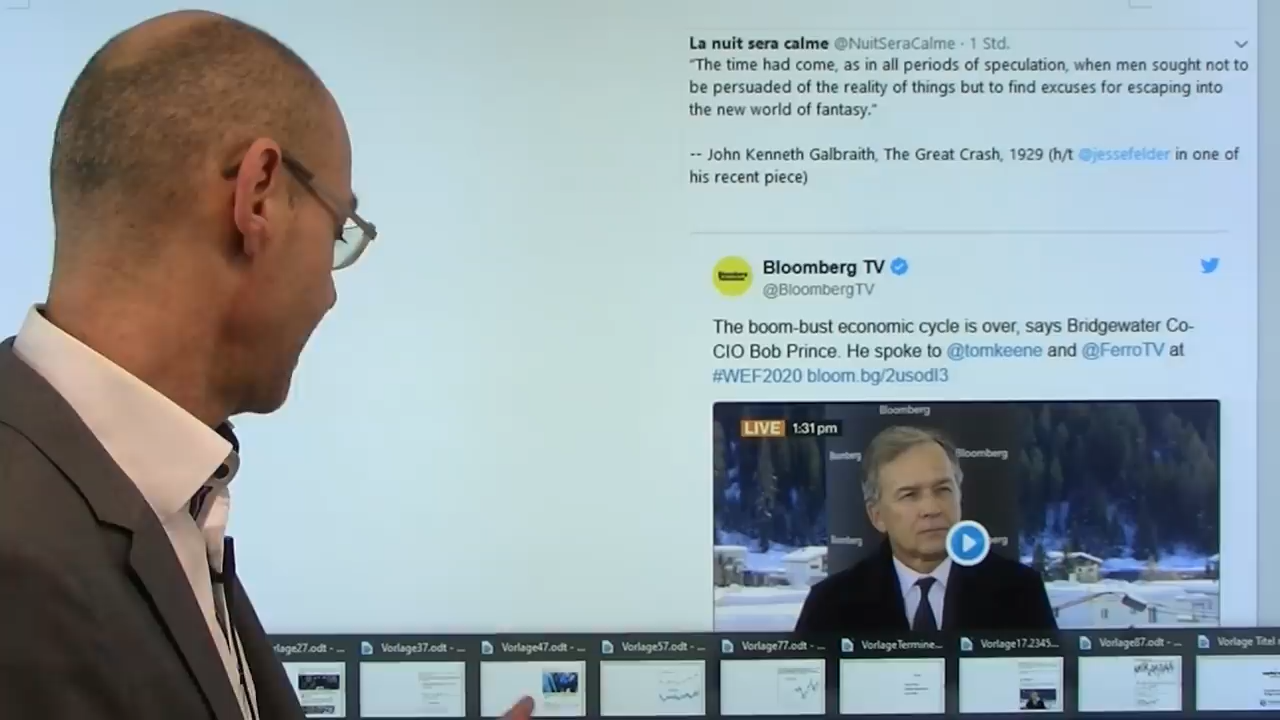 La nuit sera calme @NuitSeraCalme · 1 Std.
"The time had come, as in all periods of speculation, when men sought not to
be persuaded of the reality of things but to find excuses for escaping into
the new world of fantasy."
-- John Kenneth Galbraith, The Great Crash, 1929 (h/t @jessefelder in one of
his recent piece)
Bloomberg TV
@BloombergTV
The boom-bust economic cycle is over, says Bridgewater Co-
CIO Bob Prince. He spoke to @tomkeene and @FerroTV at
#WEF2020 bloom.bg/2usodI3
Bloomberg
LIVE 1:31pm
Bloomberg
rlage27.odt - ...
Vorlage37.odt - ...
Vorlage47.odt - ...
Vorlage57.odt - ...
Vorlage77.odt - ...
VorlageTermine...
Vorlage17.2345...
Vorlage87.odt - ...
Vorlage Titel